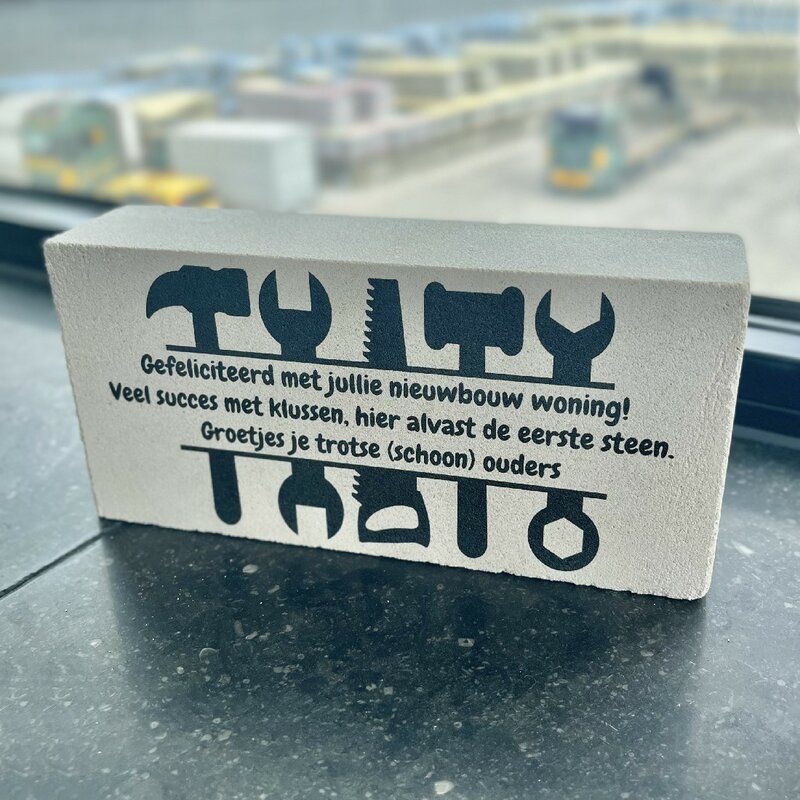 Gefeliciteerd met jullie nieuwbouw woning!
Veel succes met klussen, hier alvast de eerste steen.
Groetjes je trotse (schoon) ouders